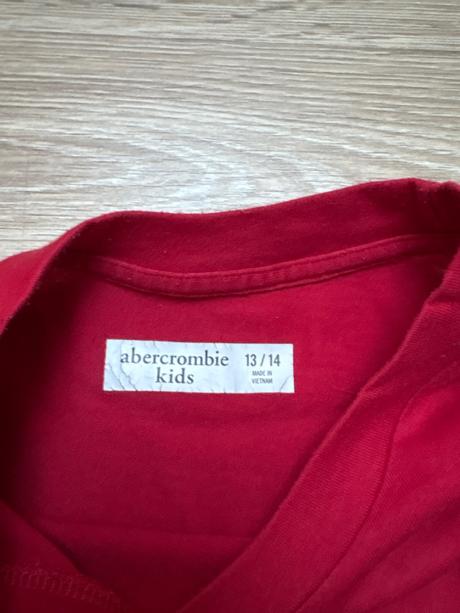 abercrombie
kids
13 / 14
MADE IN
VIETNAM